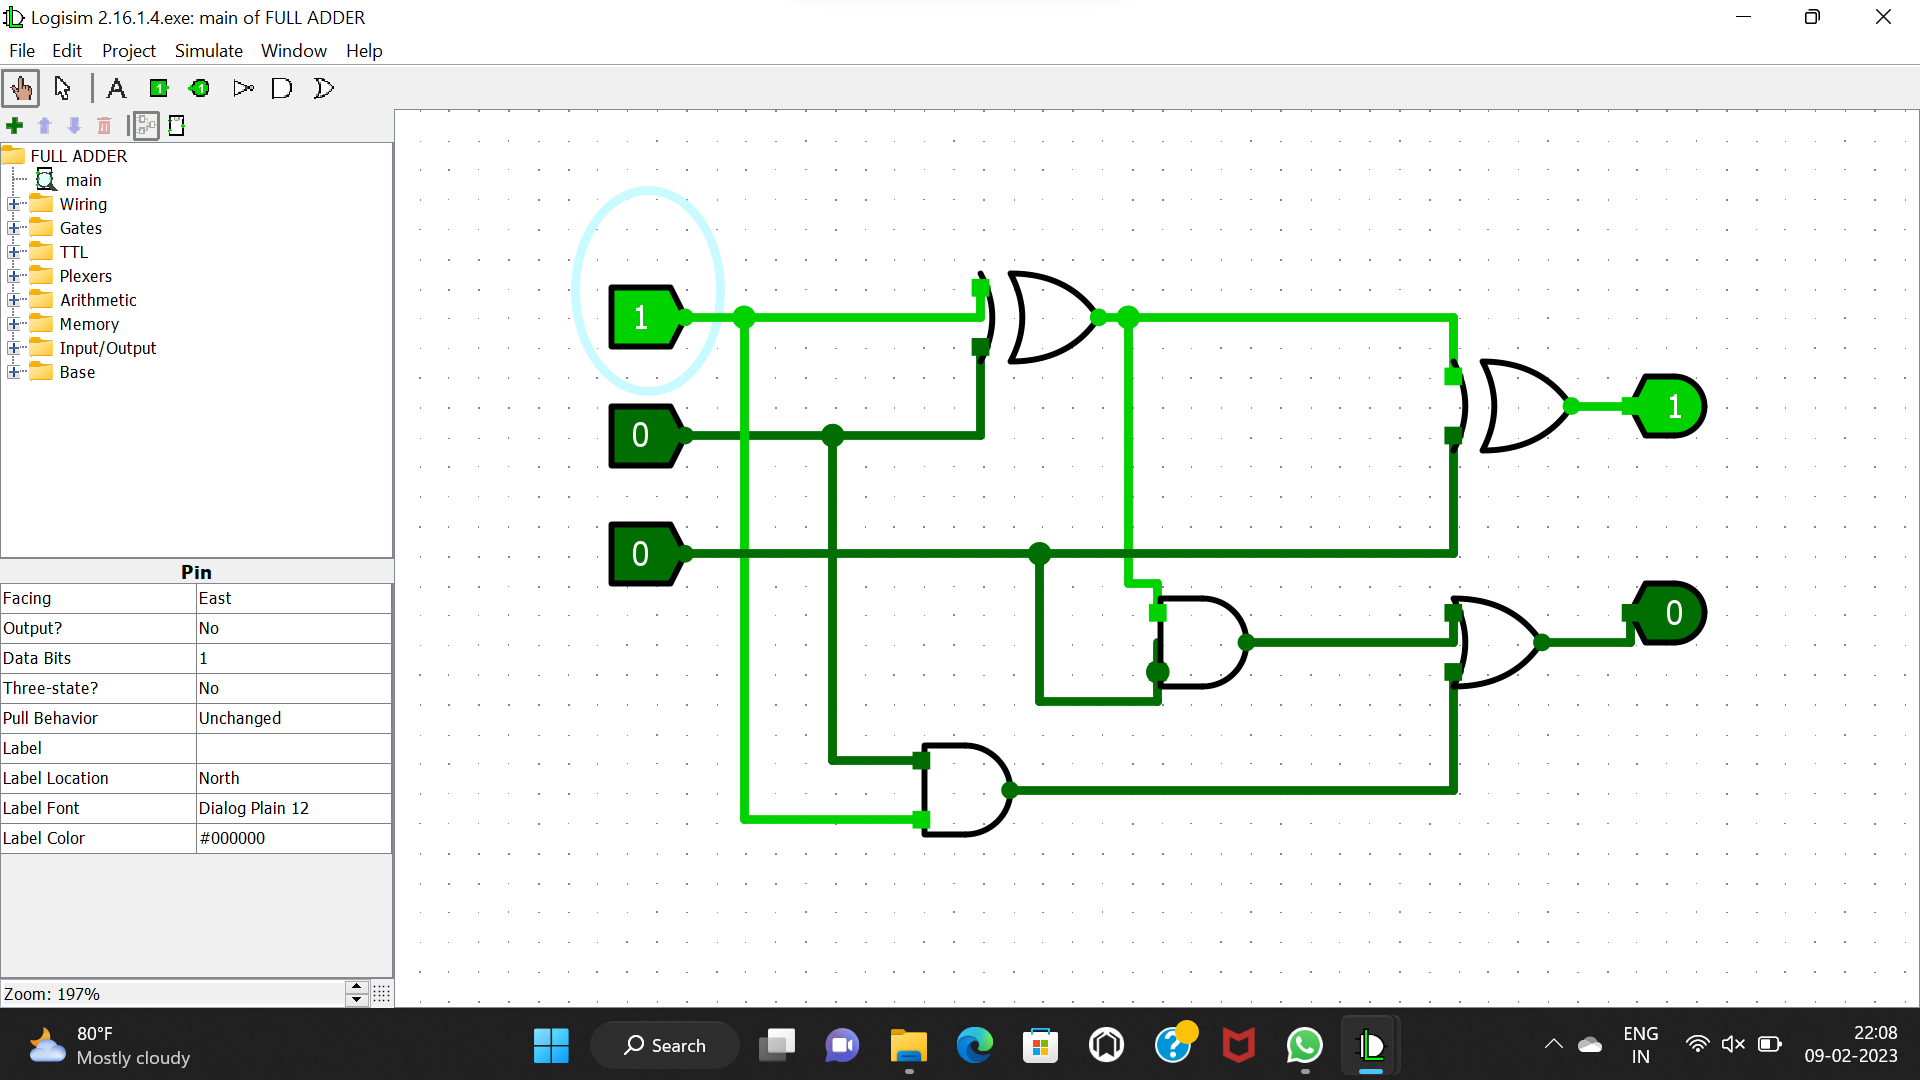 Logisim 2.16.1.4.exe: main of FULL ADDER
File Edit Project Simulate Window Help
A 1 1
FULL ADDER
main
Wiring
Gates
TTL
Plexers
Arithmetic
Memory
Input/Output
Base
Pin
Facing East
Output? No
Data Bits 1
Three-state? No
Pull Behavior Unchanged
Label
Label Location North
Label Font Dialog Plain 12
Label Color #000000
Zoom: 197%
1
0
0
1
0
80°F
Mostly cloudy
Search
ENG
IN
22:08
09-02-2023